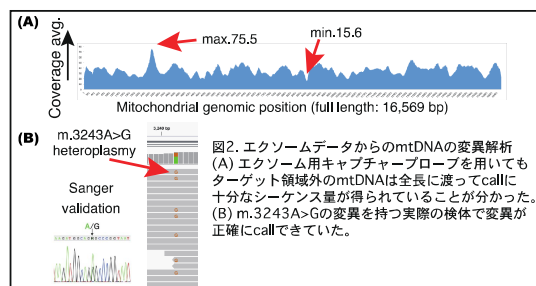 (A)
max.75.5
min.15.6
Coverage avg.
Mitochondrial genomic position (full length: 16,569 bp)
(B)
m.3243A>G
heteroplasmy
3,240 bp
Sanger
validation
A/G
図2. エクソームデータからのmtDNAの変異解析
(A) エクソーム用キャプチャープローブを用いても
ターゲット領域外のmtDNAは全長に渡ってcallに
十分なシーケンス量が得られていることが分かった。
(B) m.3243A>Gの変異を持つ実際の検体で変異が
正確にcallできていた。